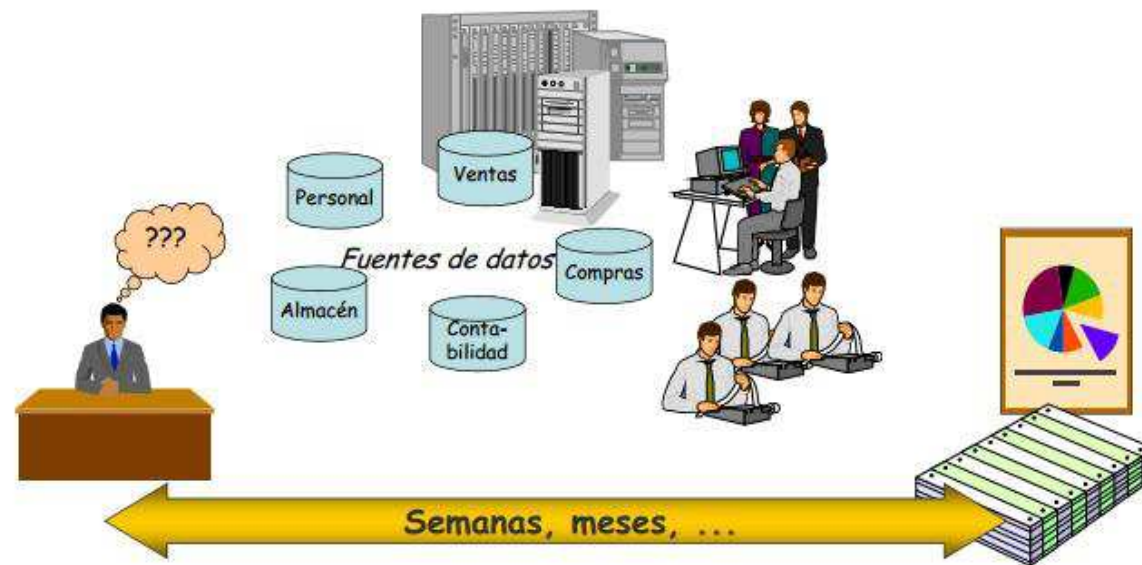 Ventas
Personal
???
Fuentes de datos
Compras
Almacén
Conta-
bilidad
Semanas, meses, ...